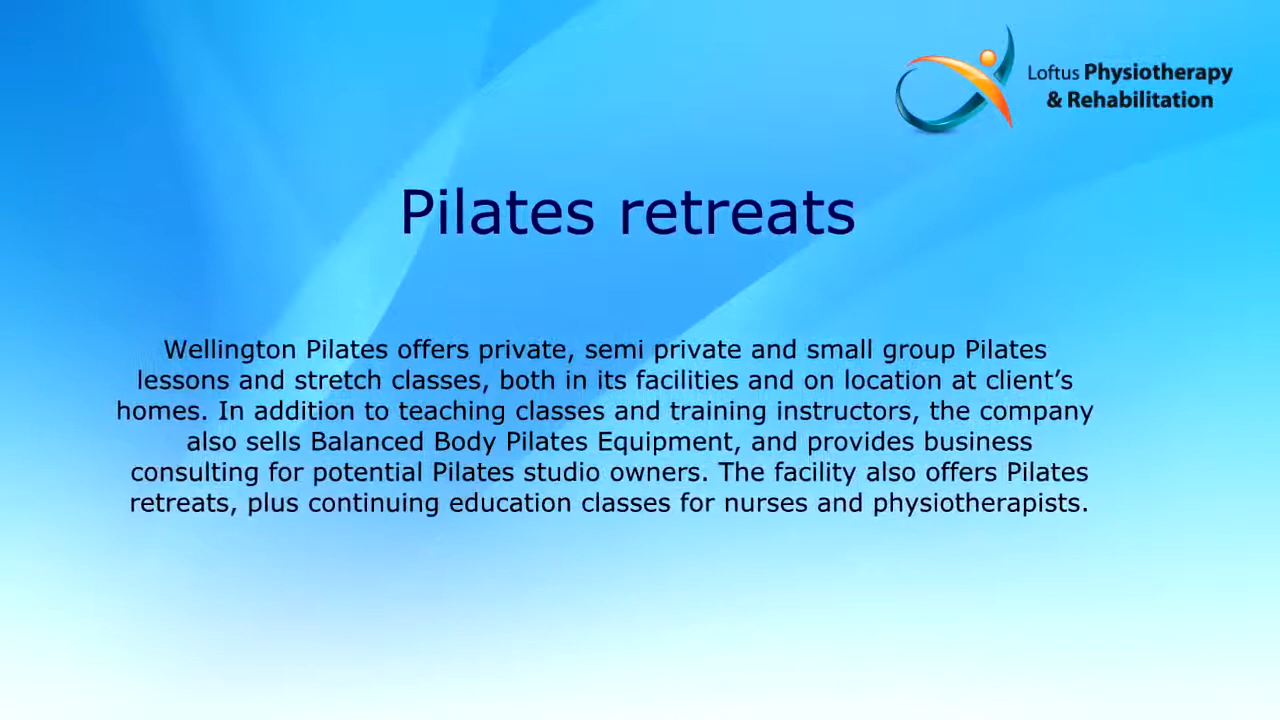 Loftus Physiotherapy
& Rehabilitation
Pilates retreats
Wellington Pilates offers private, semi private and small group Pilates
lessons and stretch classes, both in its facilities and on location at client’s
homes. In addition to teaching classes and training instructors, the company
also sells Balanced Body Pilates Equipment, and provides business
consulting for potential Pilates studio owners. The facility also offers Pilates
retreats, plus continuing education classes for nurses and physiotherapists.